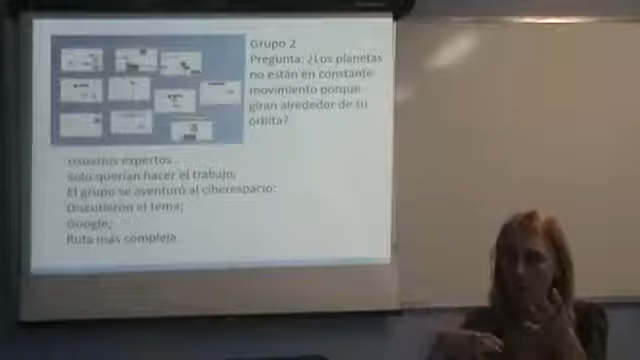 Grupo 2
Pregunta: ¿Los planetas
no están en constante
movimiento porque
giran alrededor de su
orbita?
usuarios expertos
Solo querían hacer el trabajo;
El grupo se aventuró al ciberespacio:
Discutieron el tema;
Google;
Ruta más compleja